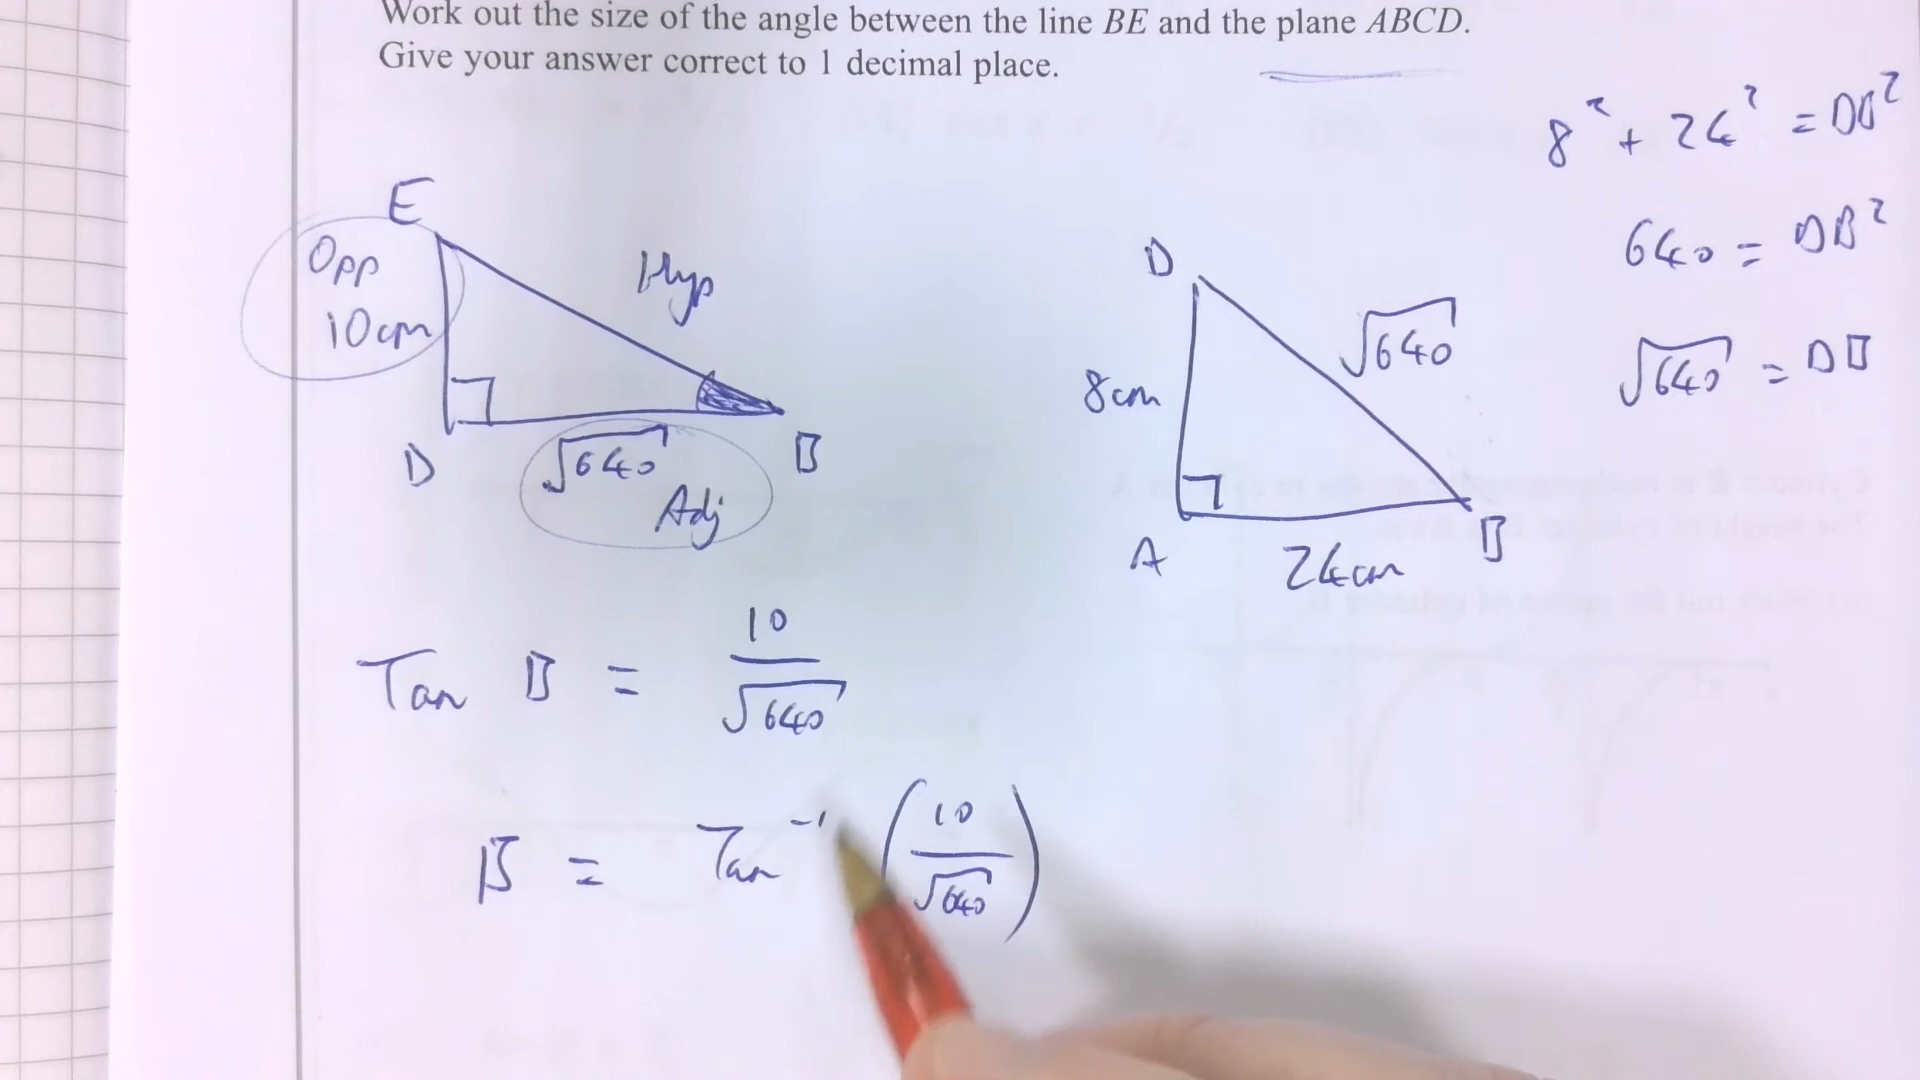 Work out the size of the angle between the line BE and the plane ABCD.
Give your answer correct to 1 decimal place.
8² + 24² = DB²
640 = DB²
√640 = DB
E
Opp
10cm
Hyp
D
√640
Adj
B
D
8cm
√640
A
24cm
B
Tan B = 10/√640
B = Tan⁻¹ (10/√640)